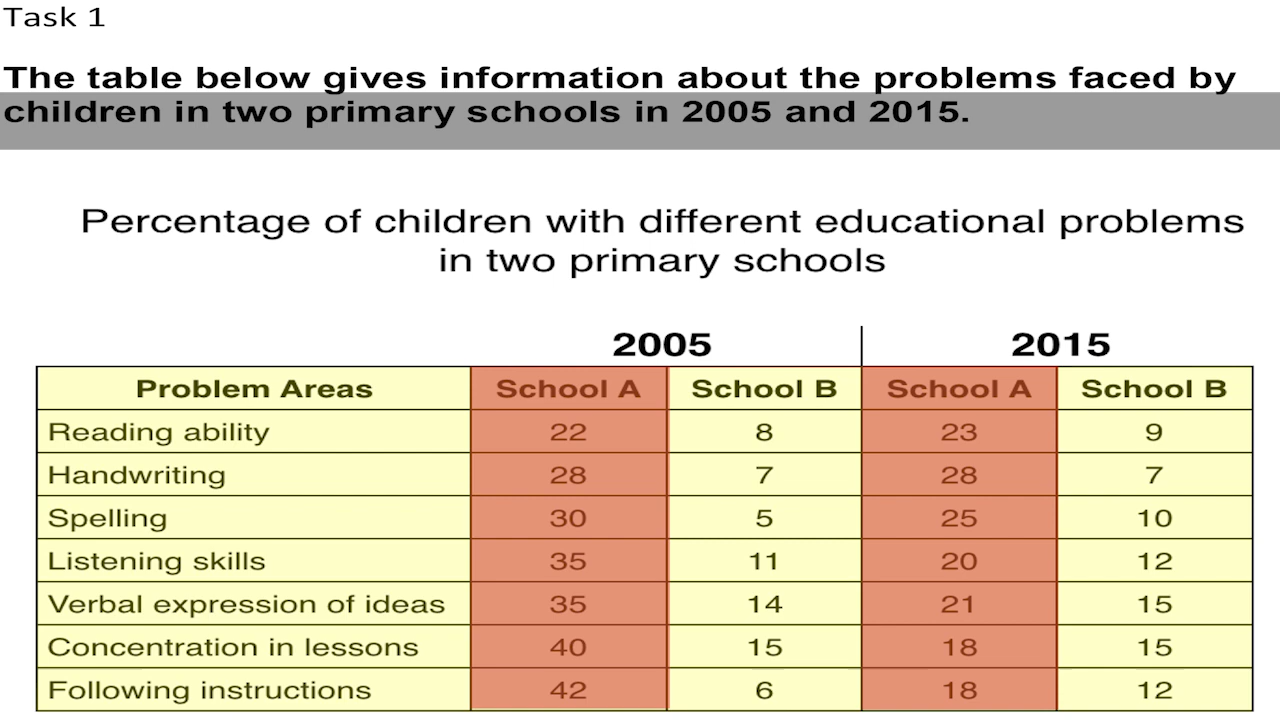 Task 1
The table below gives information about the problems faced by
children in two primary schools in 2005 and 2015.
Percentage of children with different educational problems
in two primary schools
2005 2015
Problem Areas School A School B School A School B
Reading ability 22 8 23 9
Handwriting 28 7 28 7
Spelling 30 5 25 10
Listening skills 35 11 20 12
Verbal expression of ideas 35 14 21 15
Concentration in lessons 40 15 18 15
Following instructions 42 6 18 12